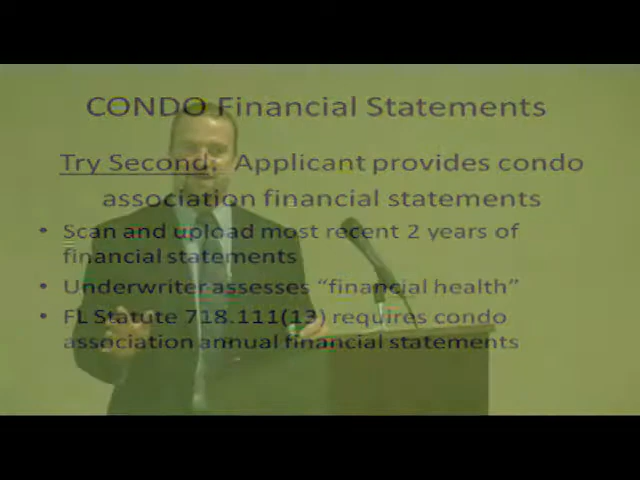 CONDO Financial Statements
Try Second: Applicant provides condo
association financial statements
• Scan and upload most recent 2 years of
financial statements
• Underwriter assesses “financial health”
• FL Statute 718.111(13) requires condo
association annual financial statements